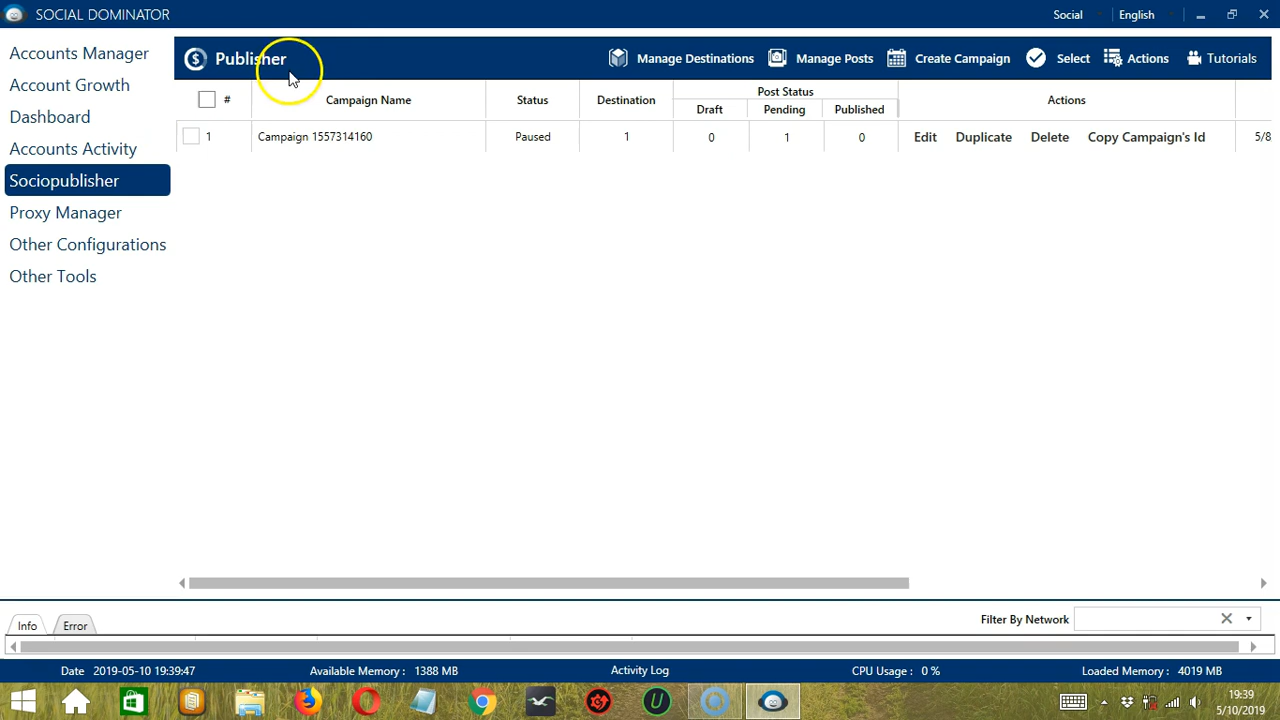 SOCIAL DOMINATOR
Social
English
Accounts Manager
Account Growth
Dashboard
Accounts Activity
Sociopublisher
Proxy Manager
Other Configurations
Other Tools
Publisher
Manage Destinations
Manage Posts
Create Campaign
Select
Actions
Tutorials
# Campaign Name Status Destination Post Status Actions
Draft Pending Published
1 Campaign 1557314160 Paused 1 0 1 0 Edit Duplicate Delete Copy Campaign's Id 5/8
Info Error
Filter By Network
Date 2019-05-10 19:39:47 Available Memory : 1388 MB Activity Log CPU Usage : 0 % Loaded Memory : 4019 MB
19:39
5/10/2019